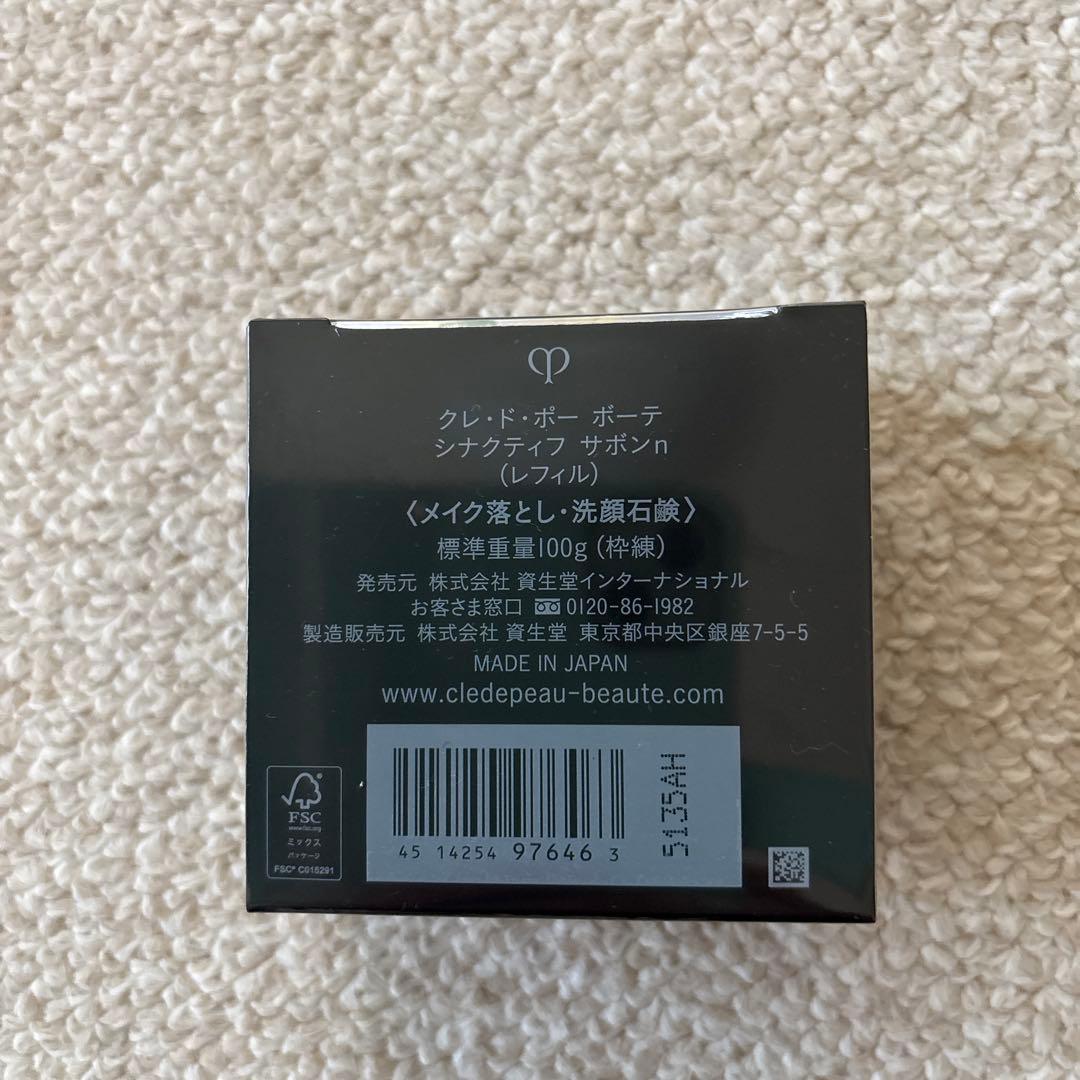 クレ・ド・ポー ボーテ
シナクティフ サボンn
(レフィル)
〈メイク落とし・洗顔石鹸〉
標準重量100g (枠練)
発売元 株式会社 資生堂インターナショナル
お客さま窓口 0120-86-1982
製造販売元 株式会社 資生堂 東京都中央区銀座7-5-5
MADE IN JAPAN
www.cledepeau-beaute.com
FSC
www.fsc.org
ミックス
パッケージ
FSC® C016291
45 14254 97646 3
5135AH